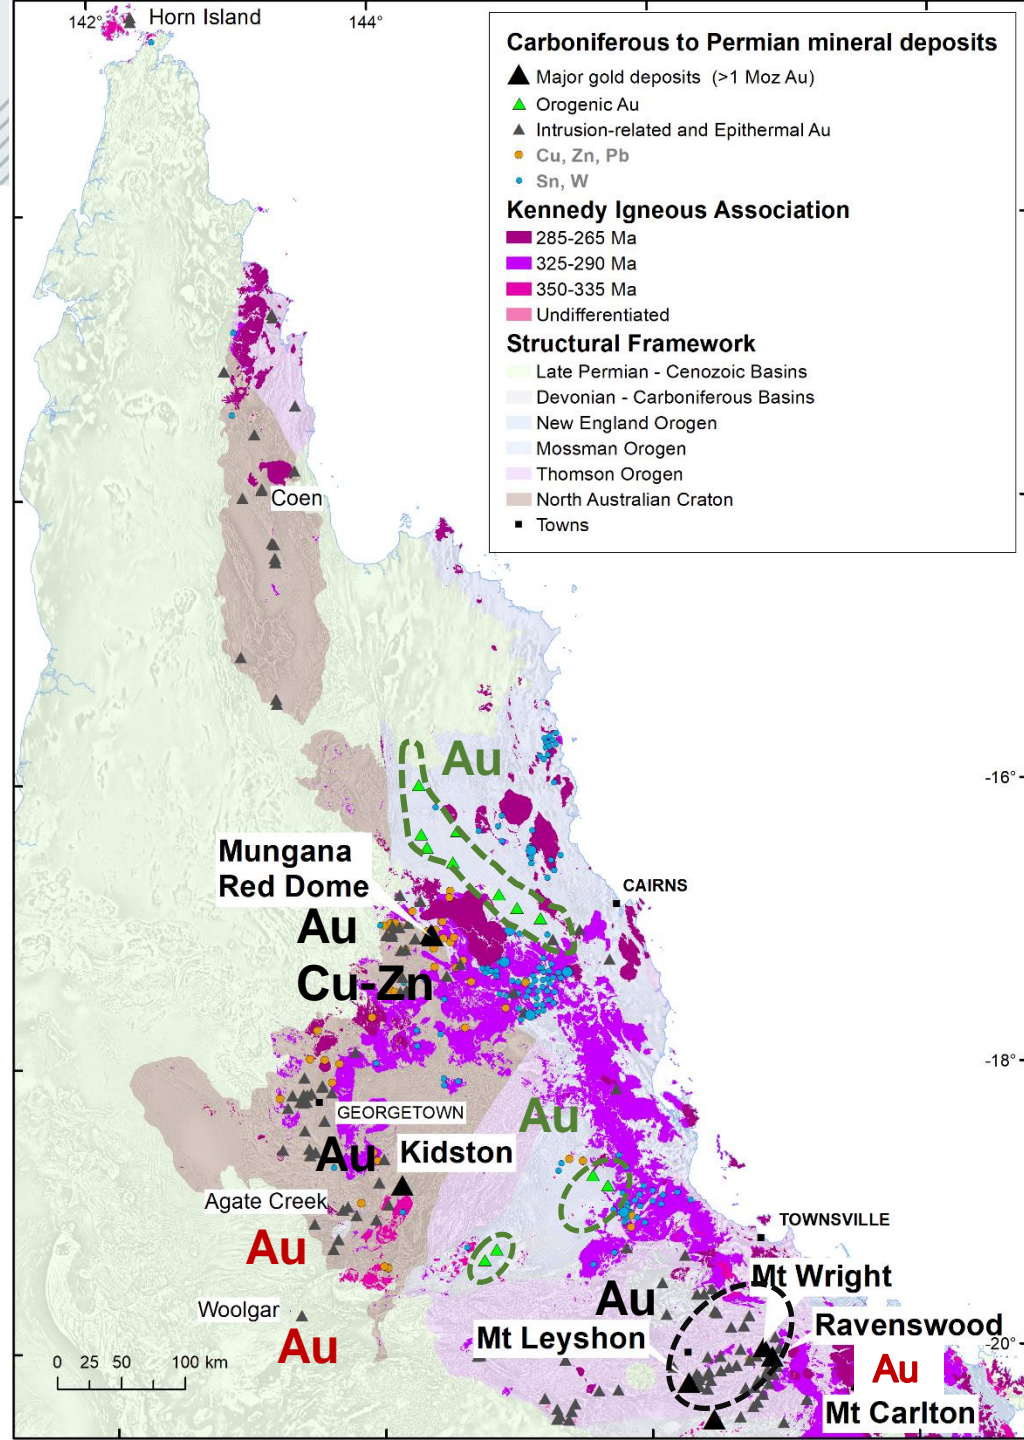 142°
144°
Horn Island
Carboniferous to Permian mineral deposits
Major gold deposits (>1 Moz Au)
Orogenic Au
Intrusion-related and Epithermal Au
Cu, Zn, Pb
Sn, W
Kennedy Igneous Association
285-265 Ma
325-290 Ma
350-335 Ma
Undifferentiated
Structural Framework
Late Permian - Cenozoic Basins
Devonian - Carboniferous Basins
New England Orogen
Mossman Orogen
Thomson Orogen
North Australian Craton
Towns
Coen
Au
-16°
Mungana
Red Dome
CAIRNS
Au
Cu-Zn
-18°
GEORGETOWN
Au
Au
Kidston
Agate Creek
TOWNSVILLE
Au
Mt Wright
Au
Woolgar
Ravenswood
Mt Leyshon
-20°
Au
Au
Mt Carlton
0 25 50 100 km